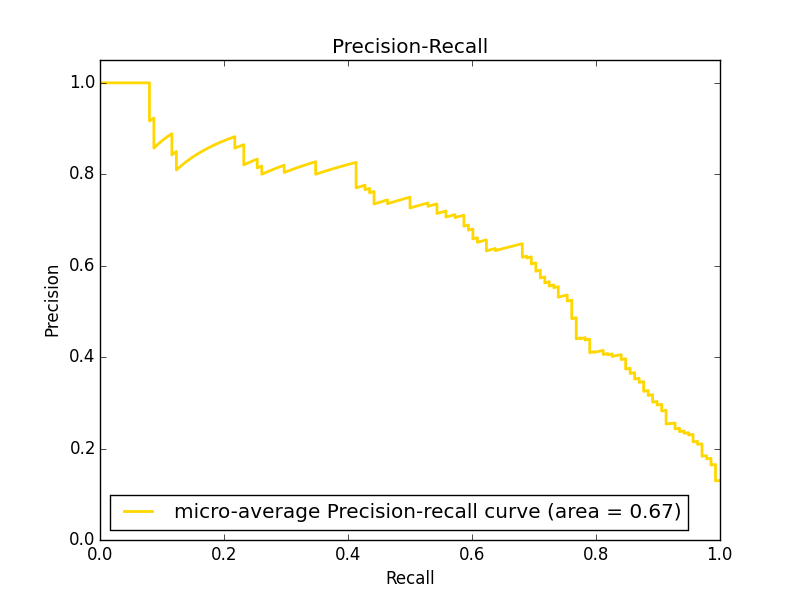 Precision-Recall
1.0
0.8
0.6
0.4
0.2
0.0
Precision
micro-average Precision-recall curve (area = 0.67)
0.0 0.2 0.4 0.6 0.8 1.0
Recall